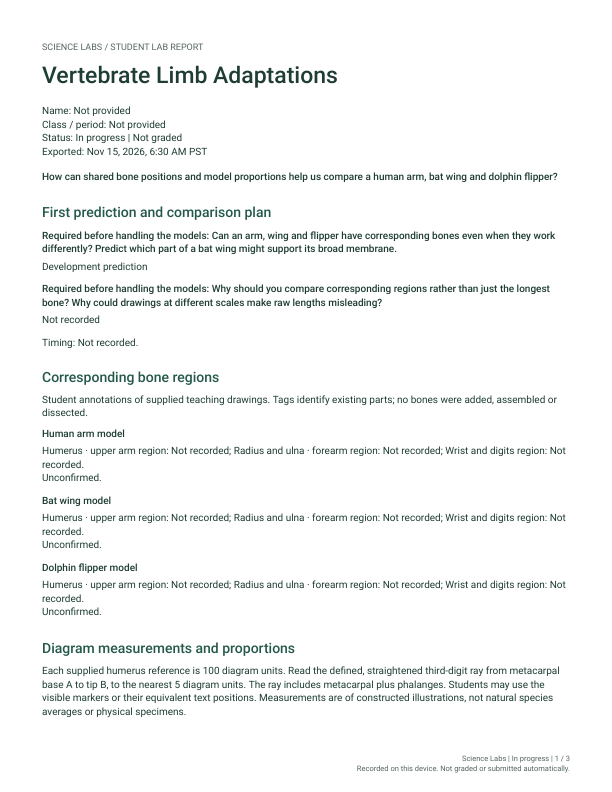 SCIENCE LABS / STUDENT LAB REPORT
Vertebrate Limb Adaptations
Name: Not provided
Class / period: Not provided
Status: In progress | Not graded
Exported: Nov 15, 2026, 6:30 AM PST
How can shared bone positions and model proportions help us compare a human arm, bat wing and dolphin flipper?
First prediction and comparison plan
Required before handling the models: Can an arm, wing and flipper have corresponding bones even when they work
differently? Predict which part of a bat wing might support its broad membrane.
Development prediction
Required before handling the models: Why should you compare corresponding regions rather than just the longest
bone? Why could drawings at different scales make raw lengths misleading?
Not recorded
Timing: Not recorded.
Corresponding bone regions
Student annotations of supplied teaching drawings. Tags identify existing parts; no bones were added, assembled or
dissected.
Human arm model
Humerus · upper arm region: Not recorded; Radius and ulna · forearm region: Not recorded; Wrist and digits region: Not
recorded.
Unconfirmed.
Bat wing model
Humerus · upper arm region: Not recorded; Radius and ulna · forearm region: Not recorded; Wrist and digits region: Not
recorded.
Unconfirmed.
Dolphin flipper model
Humerus · upper arm region: Not recorded; Radius and ulna · forearm region: Not recorded; Wrist and digits region: Not
recorded.
Unconfirmed.
Diagram measurements and proportions
Each supplied humerus reference is 100 diagram units. Read the defined, straightened third-digit ray from metacarpal
base A to tip B, to the nearest 5 diagram units. The ray includes metacarpal plus phalanges. Students may use the
visible markers or their equivalent text positions. Measurements are of constructed illustrations, not natural species
averages or physical specimens.
Science Labs | In progress | 1 / 3
Recorded on this device. Not graded or submitted automatically.